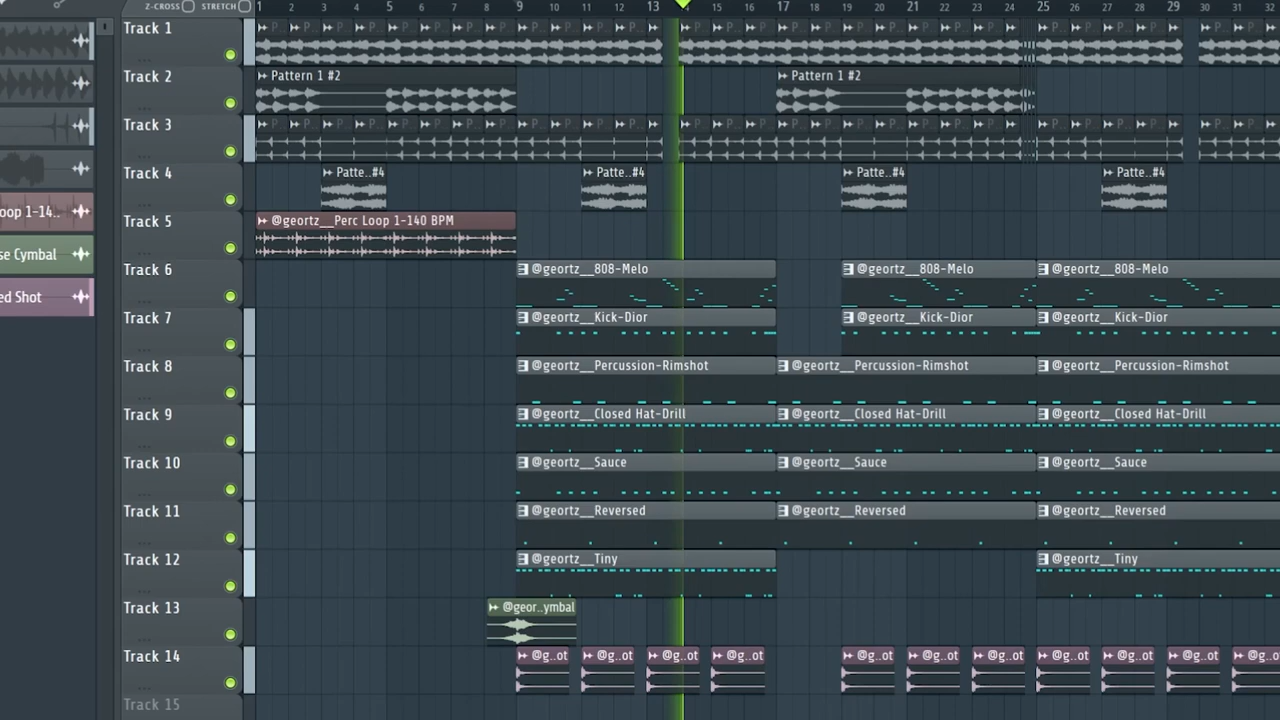 Z-CROSS STRETCH 1 3 4 5 6 7 8 9 10 11 12 13 15 16 17 18 19 20 21 22 23 24 25 26 27 28 29 30 31 32
Track 1
Track 2 Pattern 1 #2 Pattern 1 #2
Track 3
Track 4 Patte..#4 Patte..#4 Patte..#4 Patte..#4
oop 1-14..
Track 5 @geortz__Perc Loop 1-140 BPM
se Cymbal
Track 6 @geortz__808-Melo @geortz__808-Melo @geortz__808-Melo
ed Shot
Track 7 @geortz__Kick-Dior @geortz__Kick-Dior @geortz__Kick-Dior
Track 8 @geortz__Percussion-Rimshot @geortz__Percussion-Rimshot @geortz__Percussion-Rimshot
Track 9 @geortz__Closed Hat-Drill @geortz__Closed Hat-Drill @geortz__Closed Hat-Drill
Track 10 @geortz__Sauce @geortz__Sauce @geortz__Sauce
Track 11 @geortz__Reversed @geortz__Reversed @geortz__Reversed
Track 12 @geortz__Tiny @geortz__Tiny
Track 13 @geor..ymbal
Track 14 @g..ot @g..ot @g..ot @g..ot @g..ot @g..ot @g..ot @g..ot @g..ot @g..ot @g..ot
Track 15